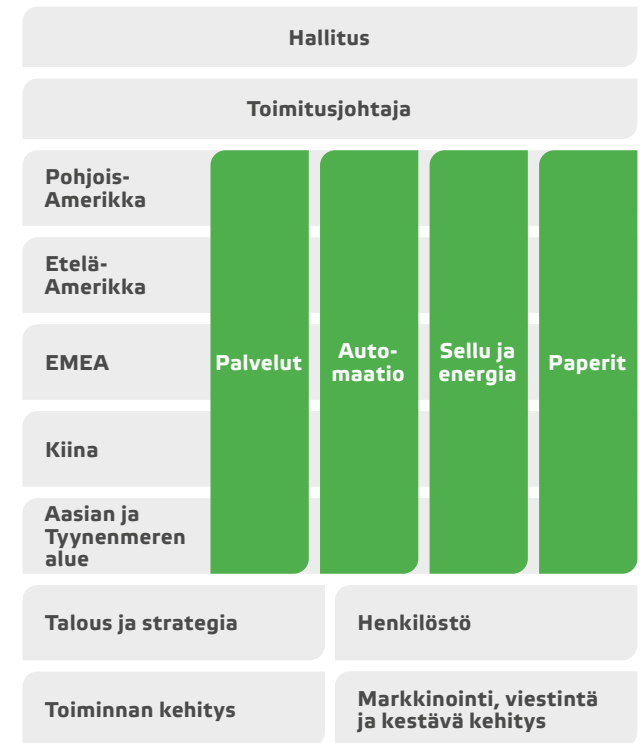 Hallitus
Toimitusjohtaja
Pohjois-
Amerikka
Etelä-
Amerikka
EMEA
Kiina
Aasian ja
Tyynenmeren
alue
Palvelut
Auto-
maatio
Sellu ja
energia
Paperit
Talous ja strategia
Henkilöstö
Toiminnan kehitys
Markkinointi, viestintä
ja kestävä kehitys